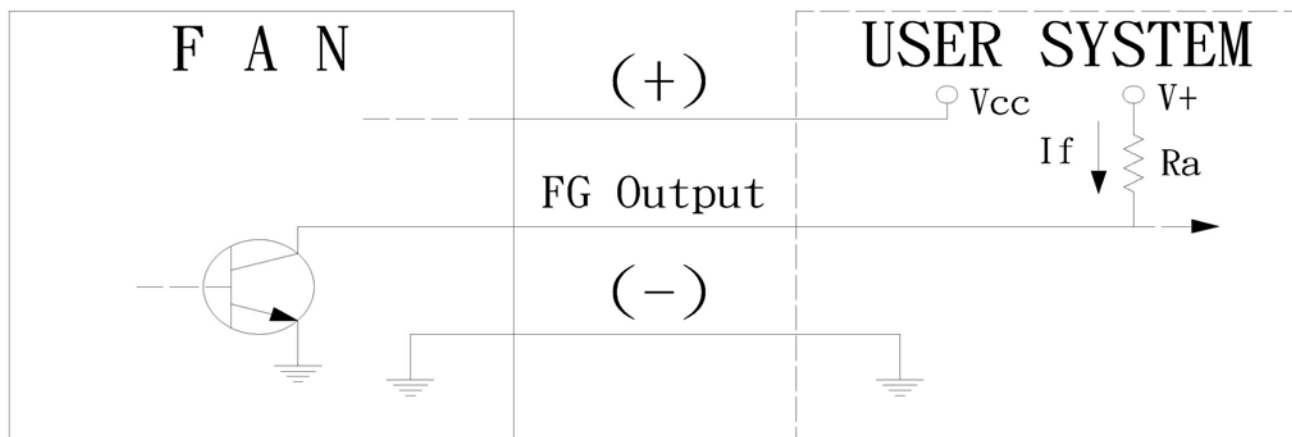 F A N
USER SYSTEM
(+)
Vcc
V+
If
Ra
FG Output
(-)